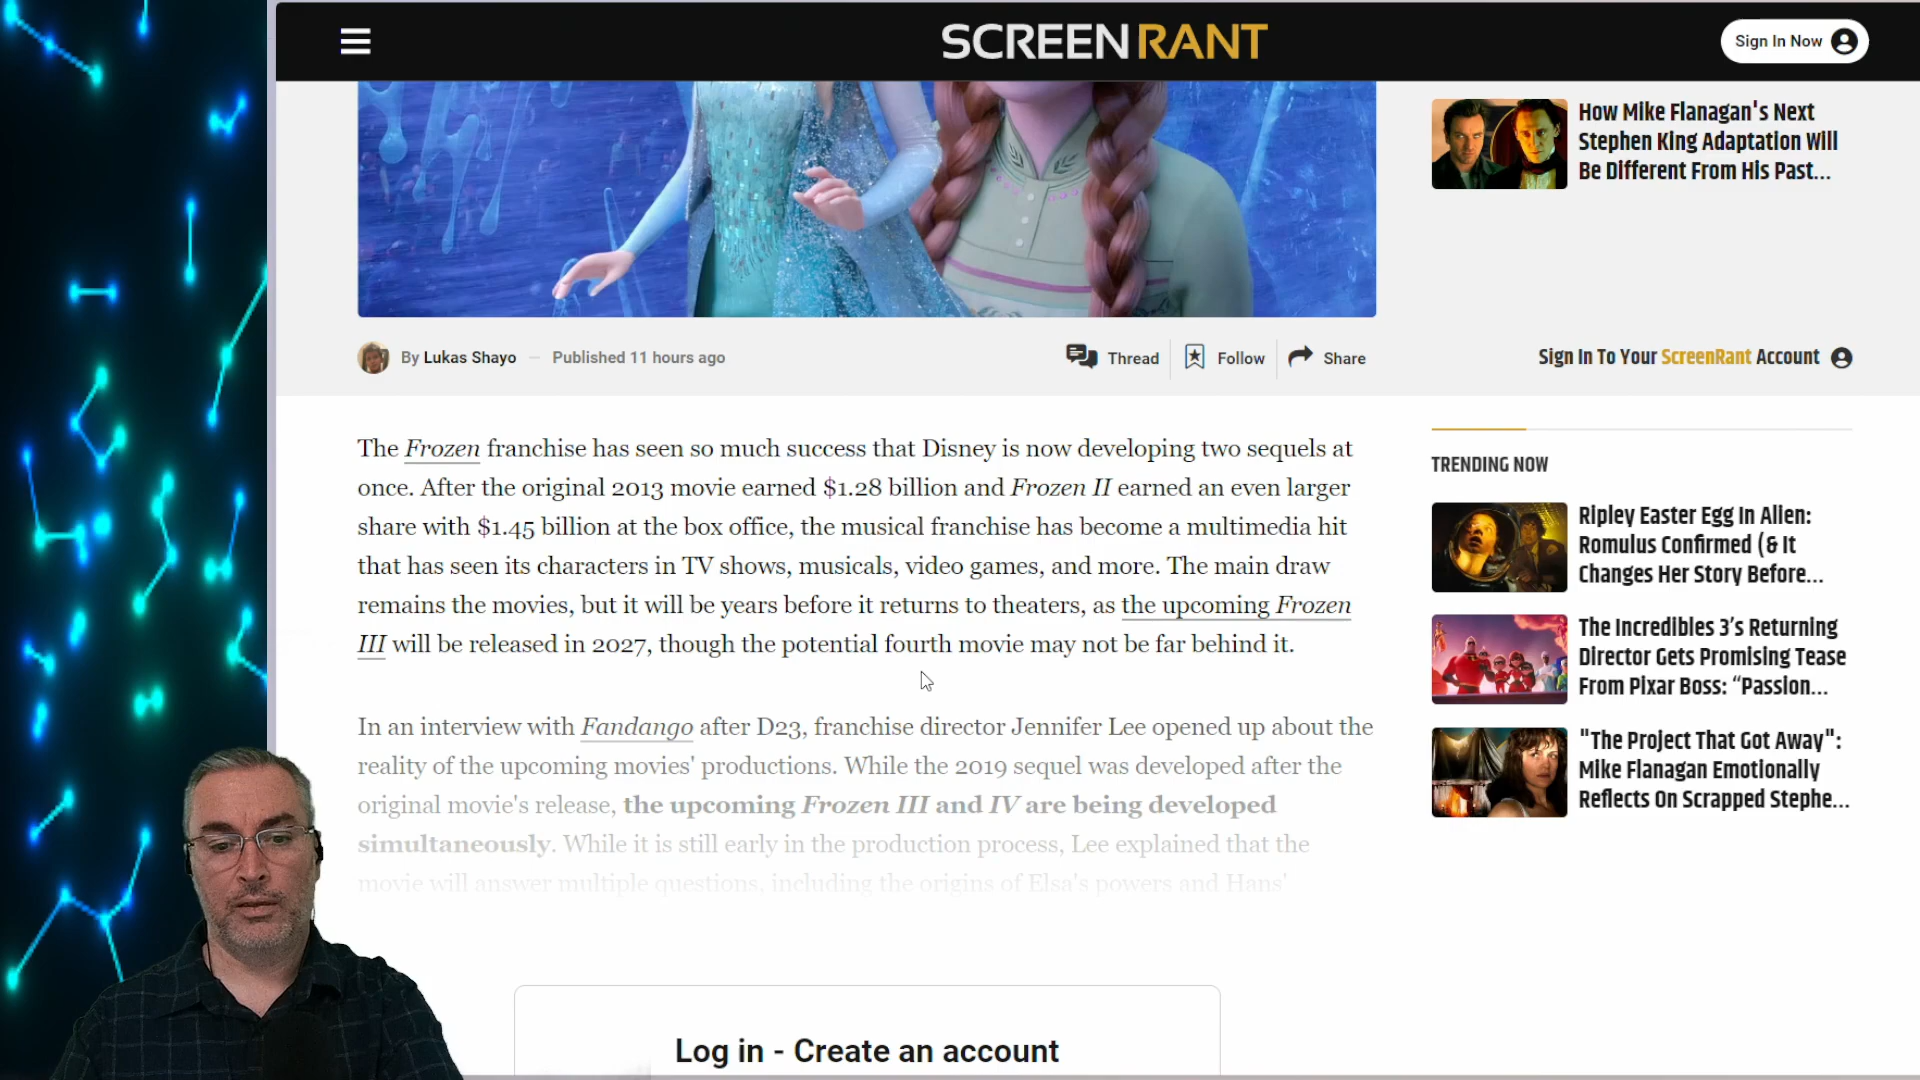 SCREENRANT
Sign In Now
How Mike Flanagan's Next
Stephen King Adaptation Will
Be Different From His Past...
By Lukas Shayo — Published 11 hours ago
Thread
Follow
Share
Sign In To Your ScreenRant Account
The Frozen franchise has seen so much success that Disney is now developing two sequels at
once. After the original 2013 movie earned $1.28 billion and Frozen II earned an even larger
share with $1.45 billion at the box office, the musical franchise has become a multimedia hit
that has seen its characters in TV shows, musicals, video games, and more. The main draw
remains the movies, but it will be years before it returns to theaters, as the upcoming Frozen
III will be released in 2027, though the potential fourth movie may not be far behind it.
In an interview with Fandango after D23, franchise director Jennifer Lee opened up about the
reality of the upcoming movies' productions. While the 2019 sequel was developed after the
original movie's release, the upcoming Frozen III and IV are being developed
simultaneously. While it is still early in the production process, Lee explained that the
movie will answer multiple questions, including the origins of Elsa's powers and Hans'
Log in - Create an account
TRENDING NOW
Ripley Easter Egg In Alien:
Romulus Confirmed (& It
Changes Her Story Before...
The Incredibles 3's Returning
Director Gets Promising Tease
From Pixar Boss: “Passion...
"The Project That Got Away":
Mike Flanagan Emotionally
Reflects On Scrapped Stephe...